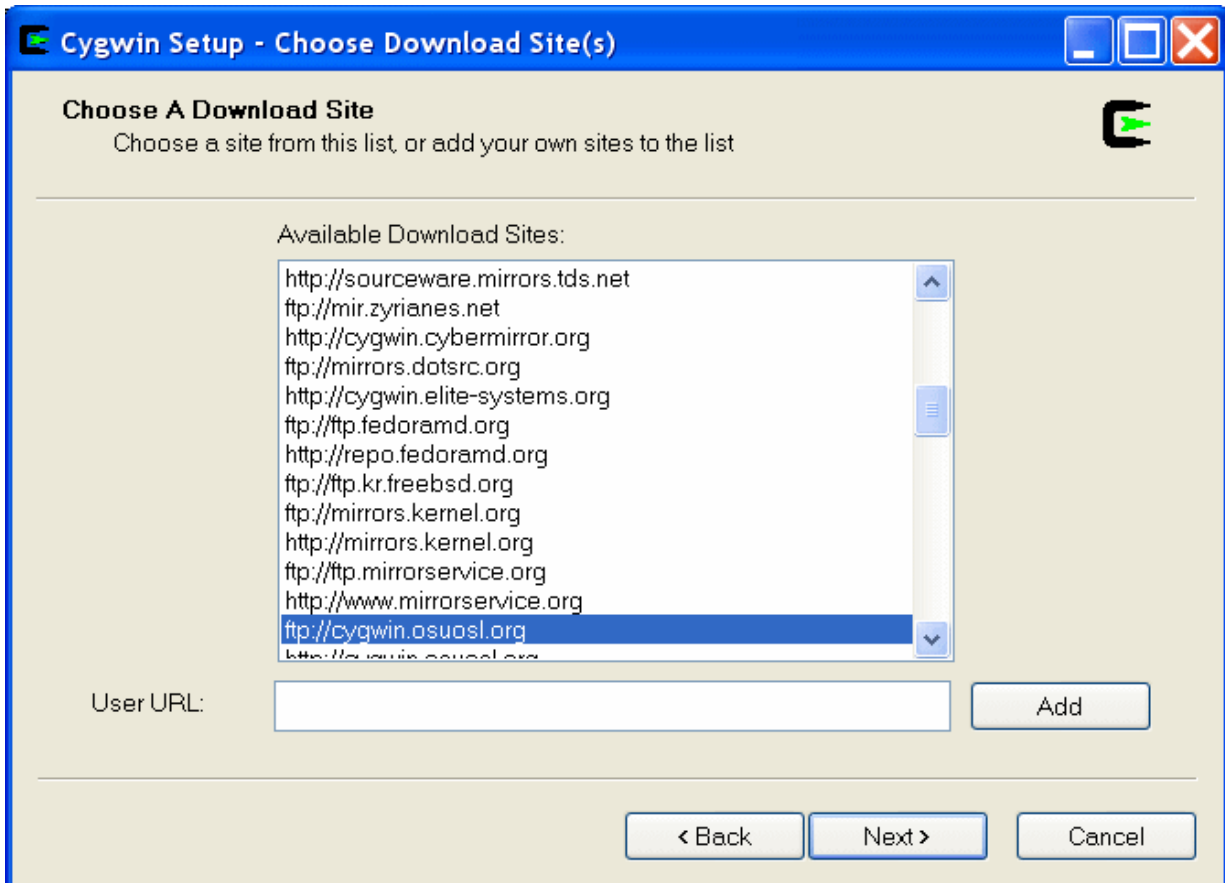 Cygwin Setup - Choose Download Site(s)
Choose A Download Site
Choose a site from this list, or add your own sites to the list
Available Download Sites:
http://sourceware.mirrors.tds.net
ftp://mir.zyrianes.net
http://cygwin.cybermirror.org
ftp://mirrors.dotsrc.org
http://cygwin.elite-systems.org
ftp://ftp.fedoramd.org
http://repo.fedoramd.org
ftp://ftp.kr.freebsd.org
ftp://mirrors.kernel.org
http://mirrors.kernel.org
ftp://ftp.mirrorservice.org
http://www.mirrorservice.org
ftp://cygwin.osuosl.org
User URL:
Add
< Back
Next >
Cancel